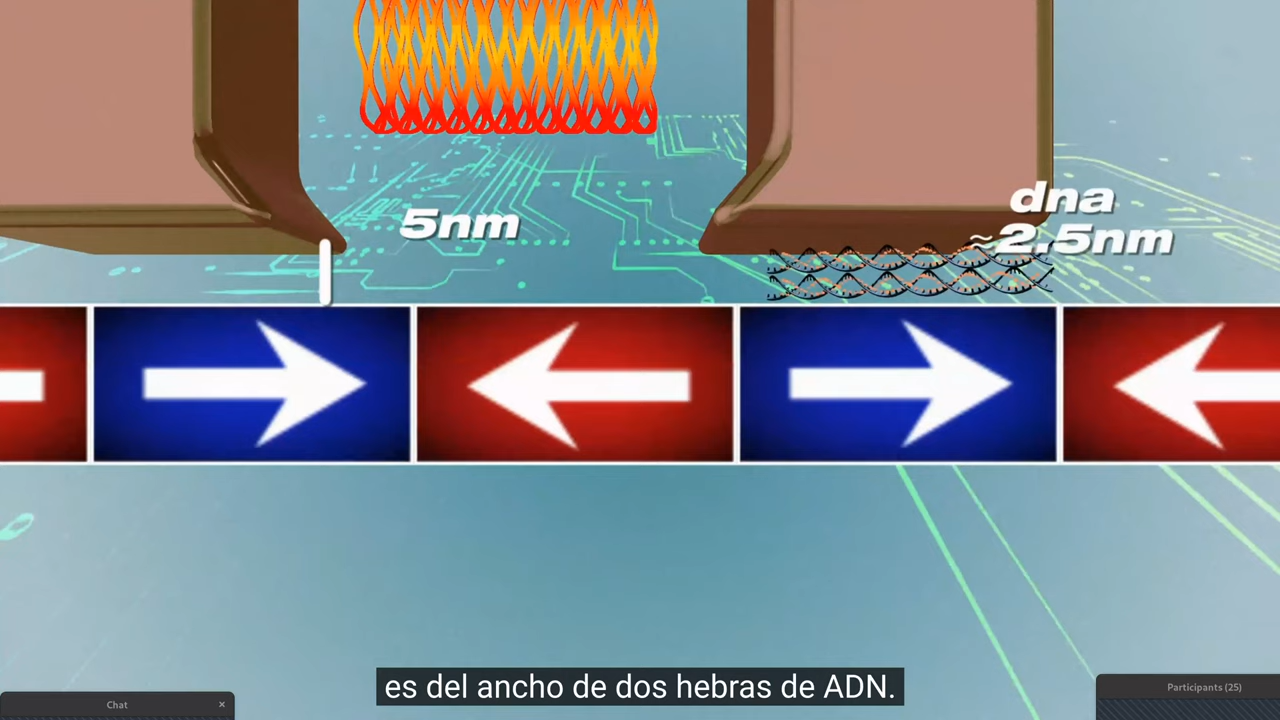 5nm
dna
~2.5nm
es del ancho de dos hebras de ADN.
Chat
Participants (25)